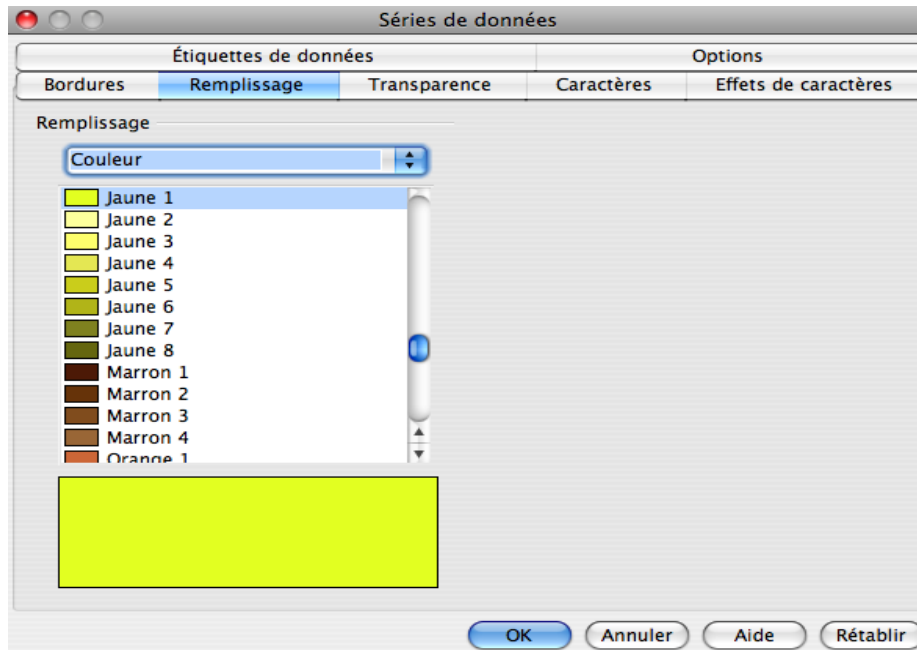 Séries de données
Étiquettes de données Options
Bordures Remplissage Transparence Caractères Effets de caractères
Remplissage
Couleur
Jaune 1
Jaune 2
Jaune 3
Jaune 4
Jaune 5
Jaune 6
Jaune 7
Jaune 8
Marron 1
Marron 2
Marron 3
Marron 4
Orange 1
OK Annuler Aide Rétablir